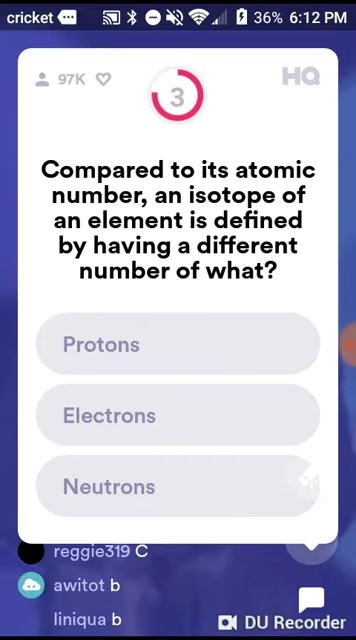 cricket 36% 6:12 PM
97K 3 HQ
Compared to its atomic
number, an isotope of
an element is defined
by having a different
number of what?
Protons
Electrons
Neutrons
reggie319 C
awitot b
liniqua b
DU Recorder